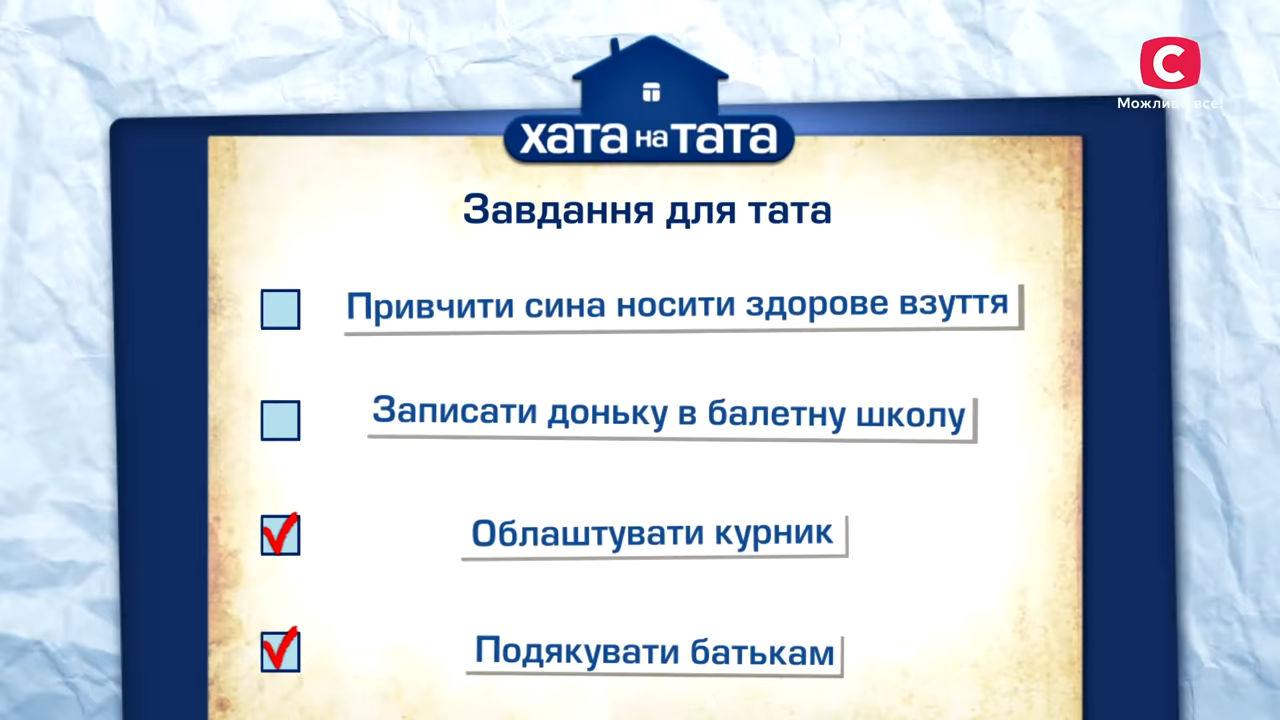 С
ХАТА НА ТАТА
Завдання для тата
Привчити сина носити здорове взуття
Записати доньку в балетну школу
Облаштувати курник
Подякувати батькам